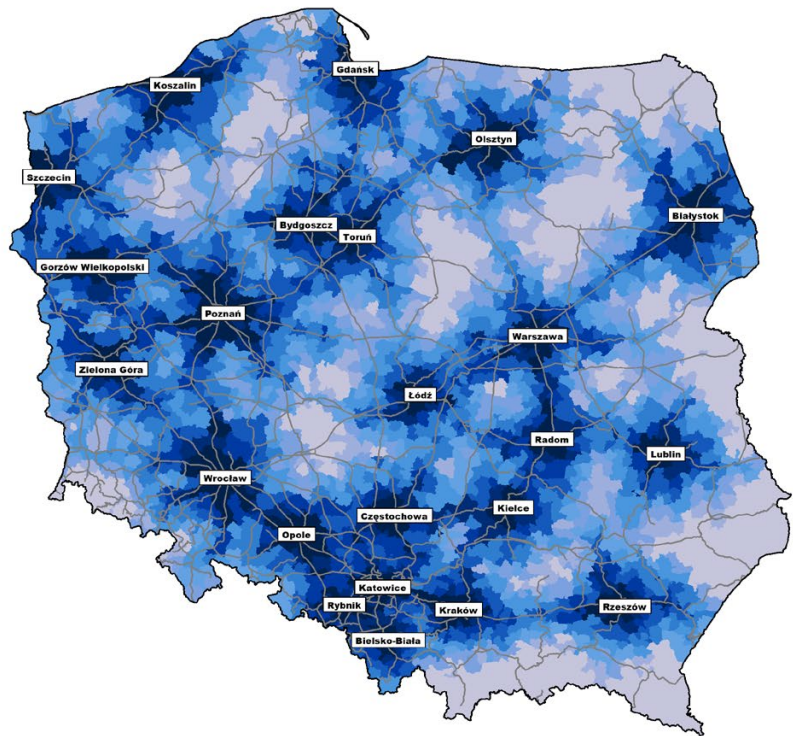 Gdańsk
Koszalin
Olsztyn
Szczecin
Białystok
Bydgoszcz
Toruń
Gorzów Wielkopolski
Poznań
Warszawa
Zielona Góra
Łódź
Radom
Lublin
Wrocław
Częstochowa
Kielce
Opole
Katowice
Rybnik
Kraków
Rzeszów
Bielsko-Biała